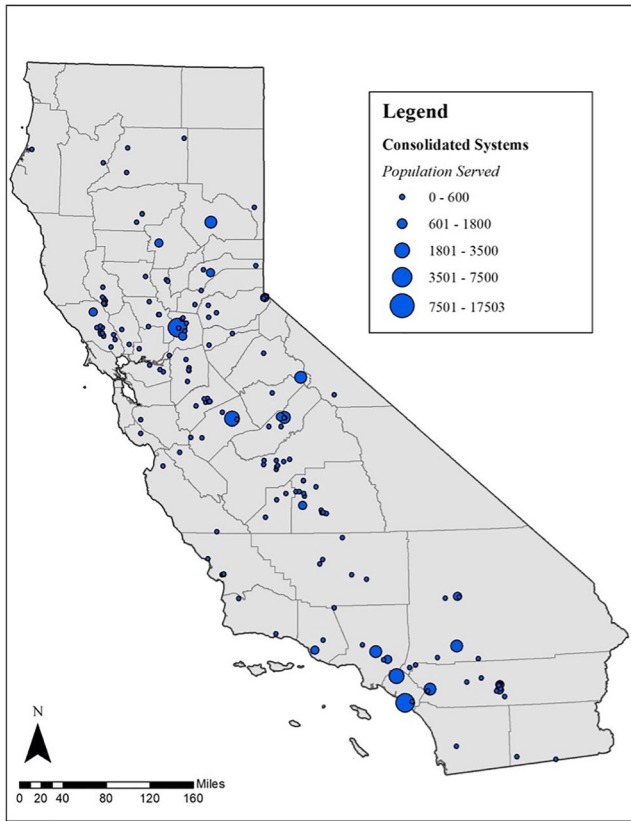 Legend
Consolidated Systems
Population Served
0 - 600
601 - 1800
1801 - 3500
3501 - 7500
7501 - 17503
N
Miles
0 10 20 40 80 120 160